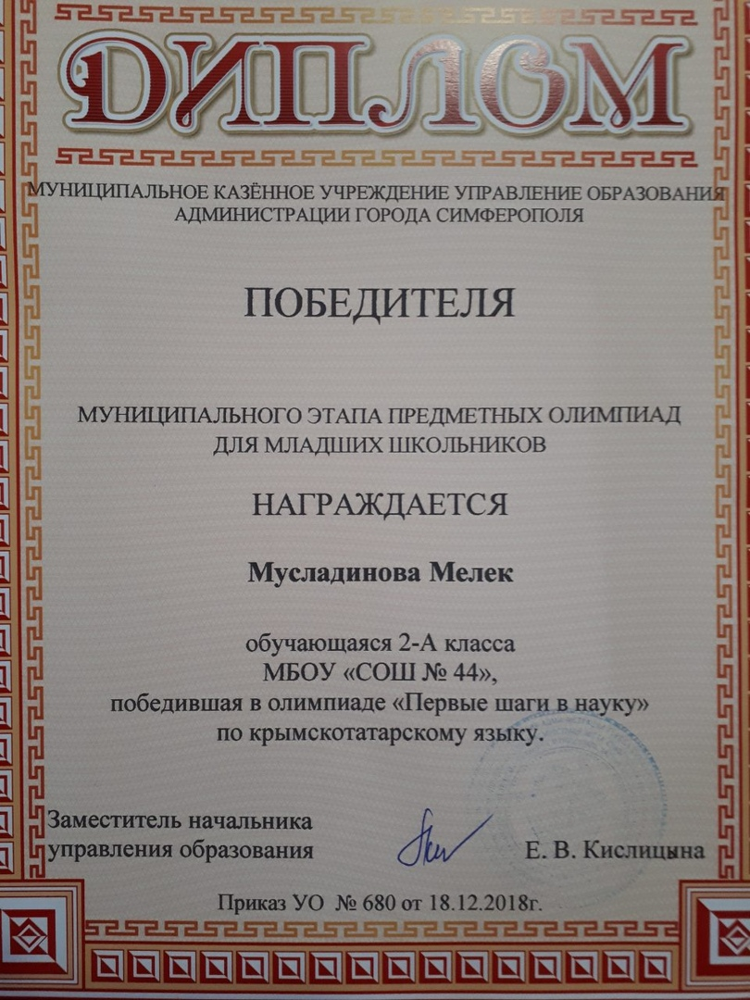 ДИПЛОМ
МУНИЦИПАЛЬНОЕ КАЗЁННОЕ УЧРЕЖДЕНИЕ УПРАВЛЕНИЕ ОБРАЗОВАНИЯ
АДМИНИСТРАЦИИ ГОРОДА СИМФЕРОПОЛЯ
ПОБЕДИТЕЛЯ
МУНИЦИПАЛЬНОГО ЭТАПА ПРЕДМЕТНЫХ ОЛИМПИАД
ДЛЯ МЛАДШИХ ШКОЛЬНИКОВ
НАГРАЖДАЕТСЯ
Мусладинова Мелек
обучающаяся 2-А класса
МБОУ «СОШ № 44»,
победившая в олимпиаде «Первые шаги в науку»
по крымскотатарскому языку.
Заместитель начальника
управления образования Е. В. Кислицына
Приказ УО № 680 от 18.12.2018г.